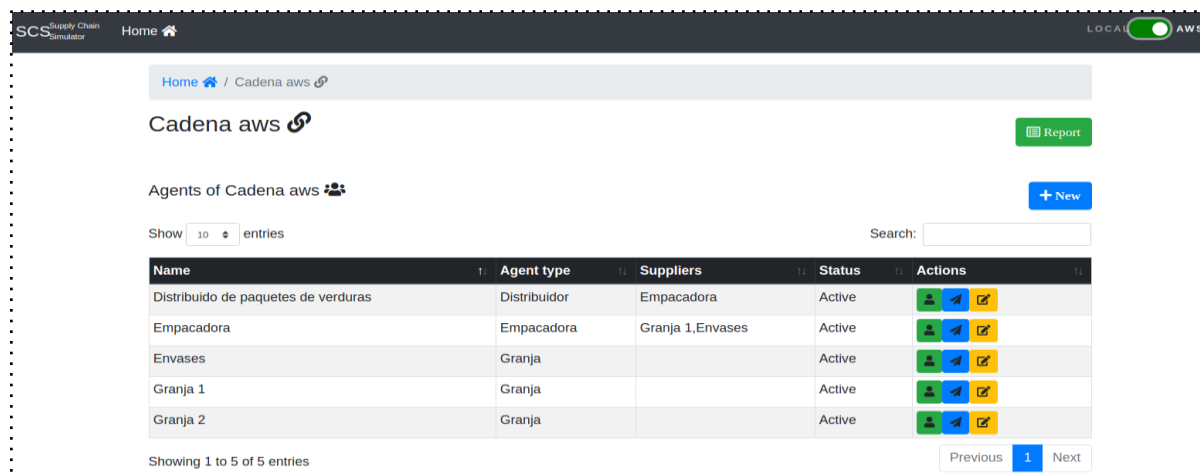 SCS Supply Chain Simulator Home LOCAL AWS
Home / Cadena aws
Cadena aws
Report
Agents of Cadena aws
New
Show 10 entries Search:
Name Agent type Suppliers Status Actions
Distribuido de paquetes de verduras Distribuidor Empacadora Active
Empacadora Empacadora Granja 1,Envases Active
Envases Granja Active
Granja 1 Granja Active
Granja 2 Granja Active
Showing 1 to 5 of 5 entries Previous 1 Next